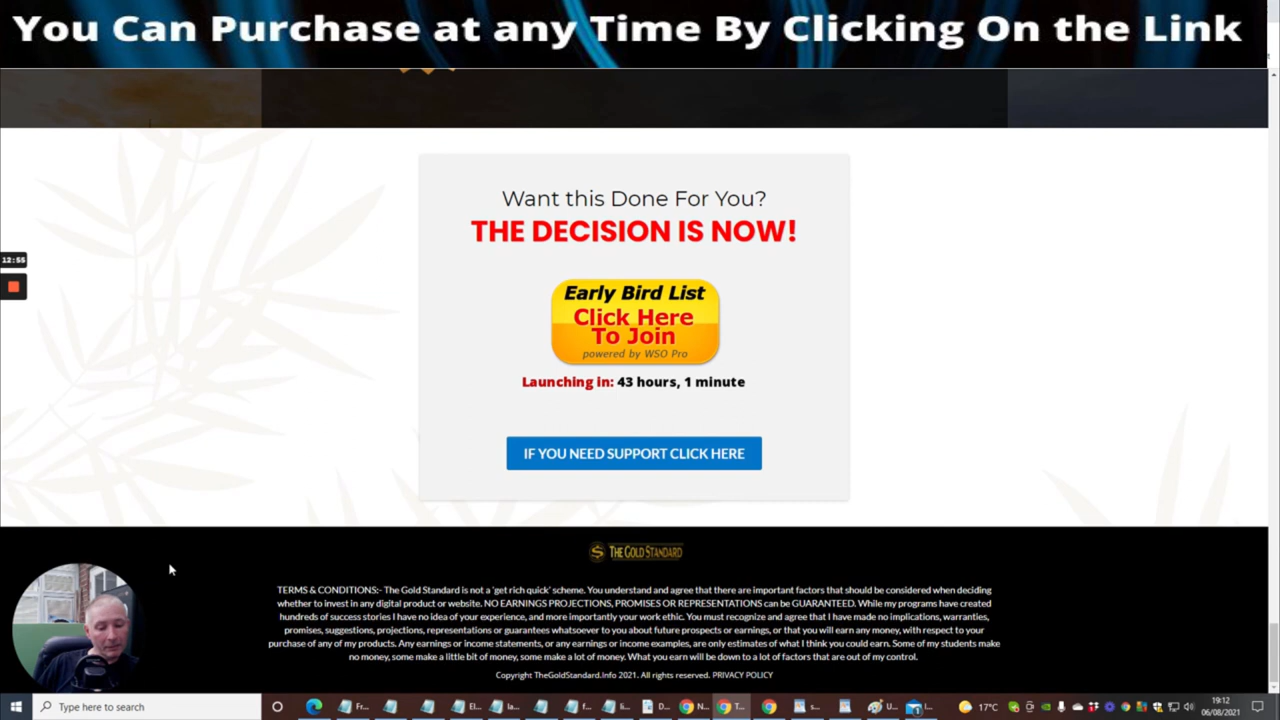 You Can Purchase at any Time By Clicking On the Link
Want this Done For You?
THE DECISION IS NOW!
12:55
Early Bird List
Click Here
To Join
powered by WSO Pro
Launching in: 43 hours, 1 minute
IF YOU NEED SUPPORT CLICK HERE
THE GOLD STANDARD
TERMS & CONDITIONS:- The Gold Standard is not a 'get rich quick' scheme. You understand and agree that there are important factors that should be considered when deciding
whether to invest in any digital product or website. NO EARNINGS PROJECTIONS, PROMISES OR REPRESENTATIONS can be GUARANTEED. While my programs have created
hundreds of success stories I have no idea of your experience, and more importantly your work ethic. You must recognize and agree that I have made no implications, warranties,
promises, suggestions, projections, representations or guarantees whatsoever to you about future prospects or earnings, or that you will earn any money, with respect to your
purchase of any of my products. Any earnings or income statements, or any earnings or income examples, are only estimates of what I think you could earn. Some of my students make
no money, some make a little bit of money, some make a lot of money. What you earn will be down to a lot of factors that are out of my control.
Copyright TheGoldStandard.Info 2021. All rights reserved. PRIVACY POLICY
Type here to search
Fr...
El...
la...
f...
li...
D...
N...
T...
s...
U...
I...
17°C
19:12
06/08/2021